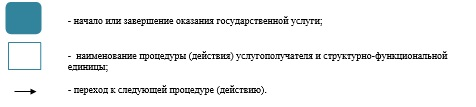 - начало или завершение оказания государственной услуги;
- наименование процедуры (действия) услугополучателя и структурно-функциональной
единицы;
- переход к следующей процедуре (действию).